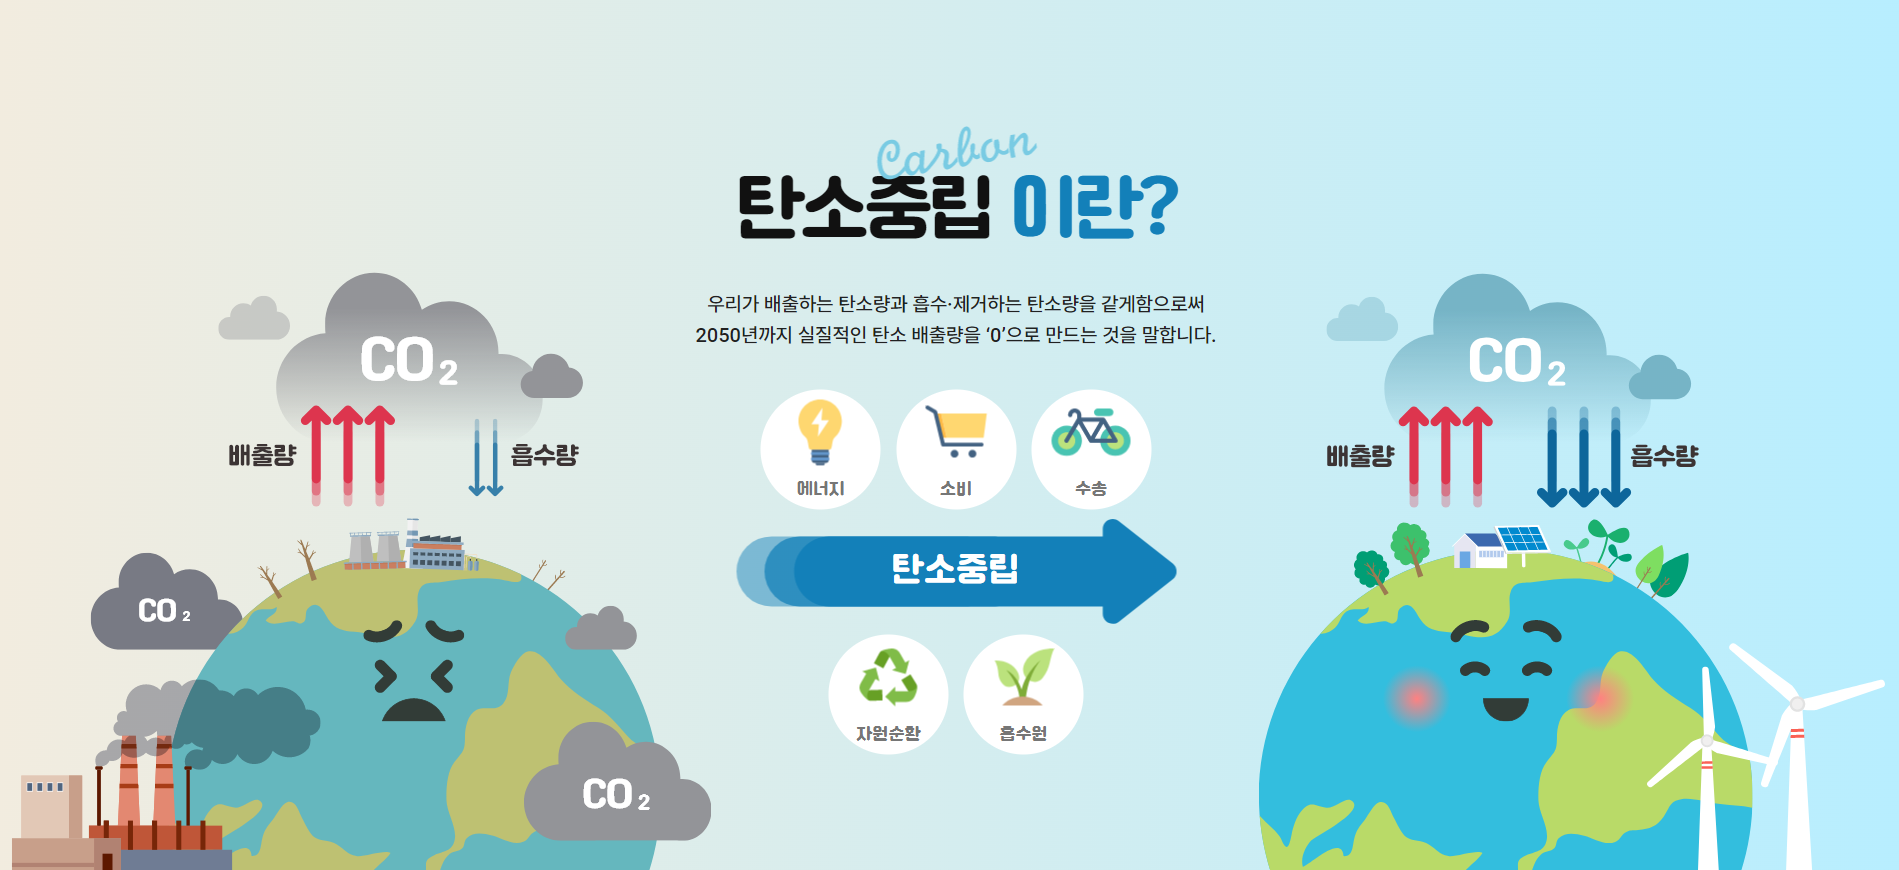 Carbon
탄소중립 이란?
우리가 배출하는 탄소량과 흡수·제거하는 탄소량을 같게함으로써
2050년까지 실질적인 탄소 배출량을 ‘0’으로 만드는 것을 말합니다.
CO2
배출량
흡수량
CO2
CO2
에너지
소비
수송
탄소중립
자원순환
흡수원
CO2
배출량
흡수량